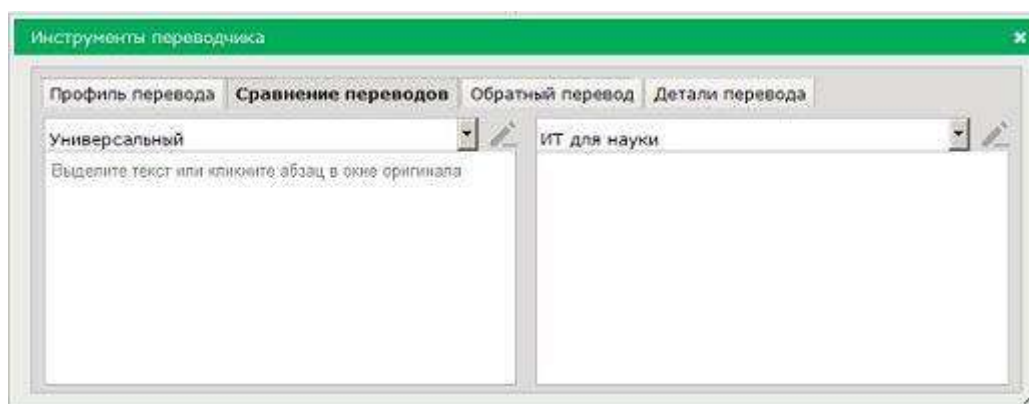 Инструменты переводчика
Профиль перевода Сравнение переводов Обратный перевод Детали перевода
Универсальный ИТ для науки
Выделите текст или кликните абзац в окне оригинала